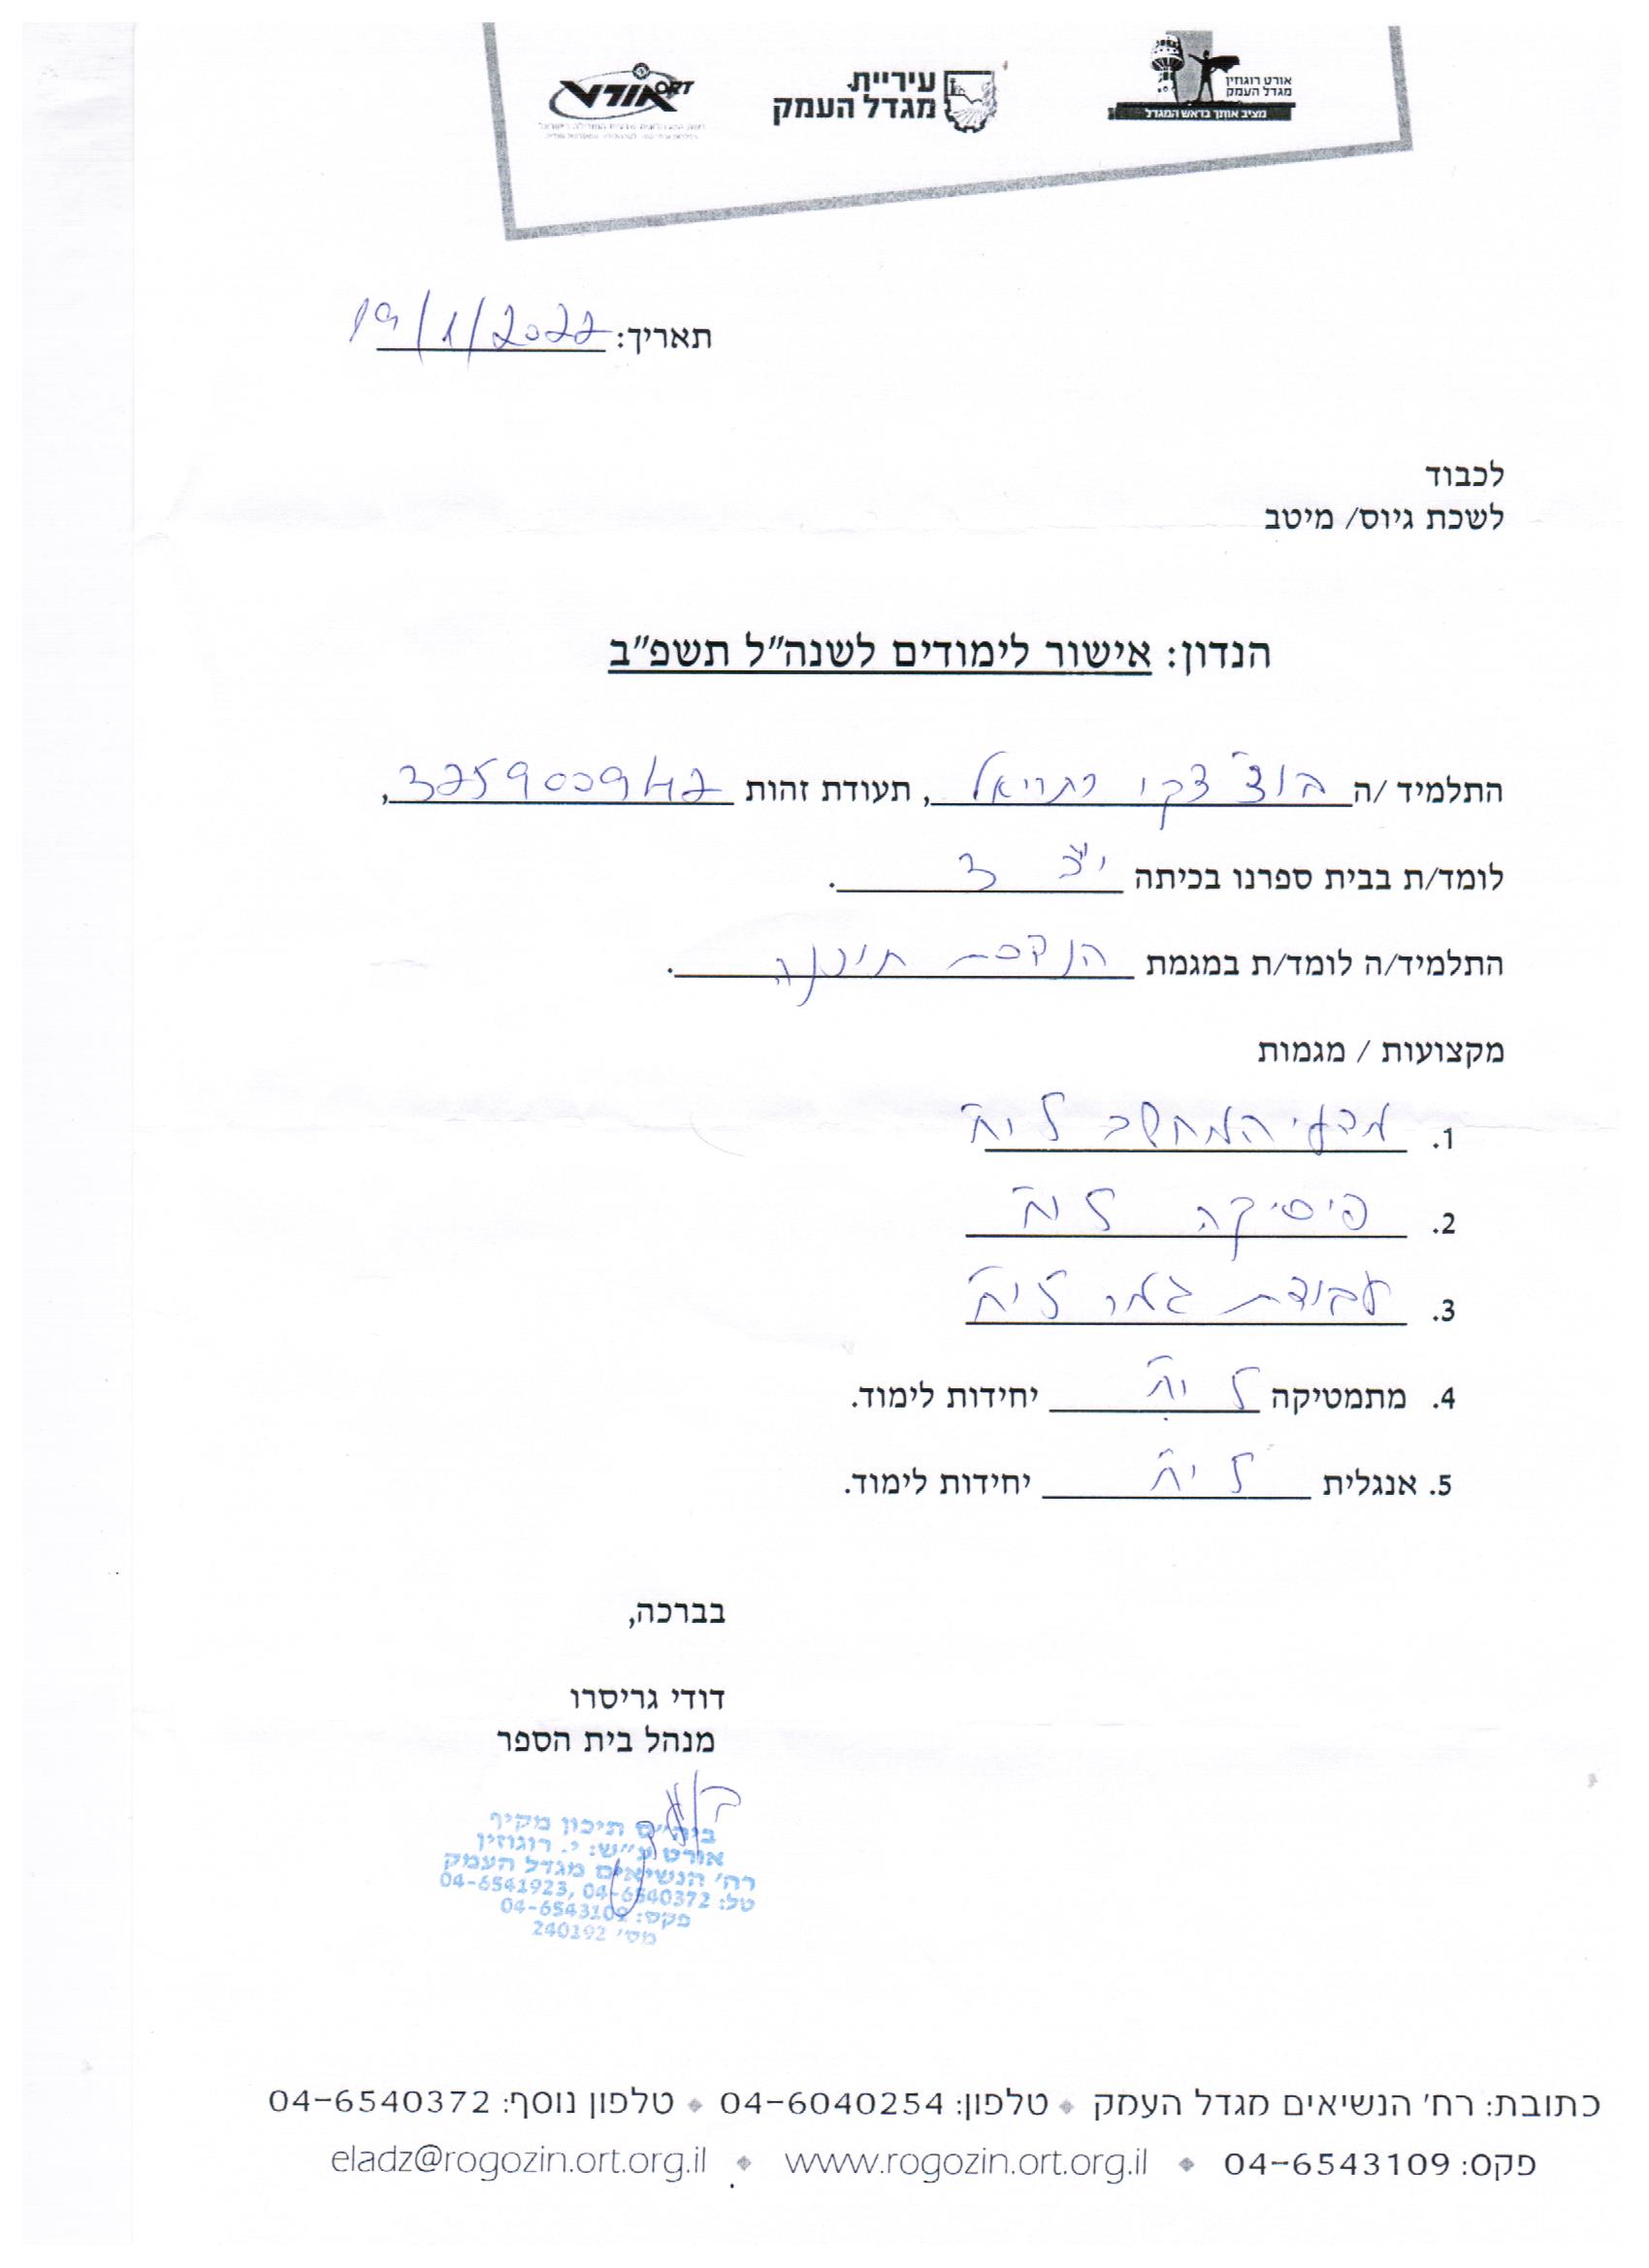 אורט רוגוזין
מגדל העמק
מציב אותך בראש המגדל
עיריית
מגדל העמק
אורט ORT
תאריך: 19/1/2022
לכבוד
לשכת גיוס/ מיטב
הנדון: אישור לימודים לשנה"ל תשפ"ב
התלמיד /ה , תעודת זהות 325900942,
לומד/ת בבית ספרנו בכיתה י"ב 3.
התלמיד/ה לומד/ת במגמת הנדסת תוכנה.
מקצועות / מגמות
1. מדעי המחשב 5 יח'
2. פיסיקה 5 יח'
3. עבודת גמר 5 יח'
4. מתמטיקה 5 יח' יחידות לימוד.
5. אנגלית 5 יח' יחידות לימוד.
בברכה,
דודי גריסרו
מנהל בית הספר
ביה"ס תיכון מקיף
אורט ע"ש: י. רוגוזין
רח' הנשיאים מגדל העמק
טל: 04-6540372, 04-6541923
פקס: 04-6543109
מס' 240192
כתובת: רח' הנשיאים מגדל העמק טלפון: 04-6040254 טלפון נוסף: 04-6540372
פקס: 04-6543109 www.rogozin.ort.org.il eladz@rogozin.ort.org.il